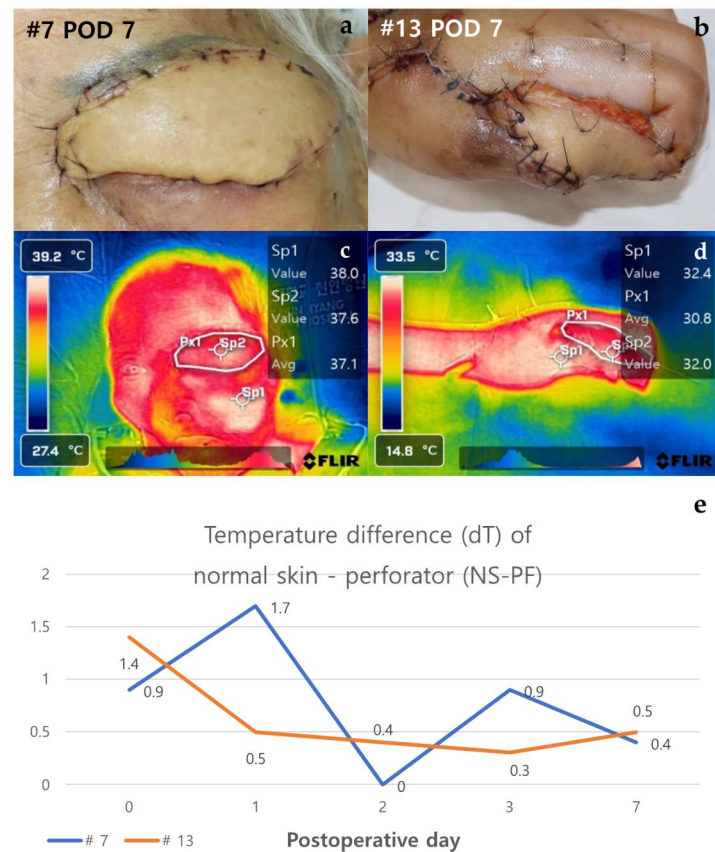 #7 POD 7
a
#13 POD 7
b
39.2 °C
c
Sp1
Value 38.0
Sp2
Value 37.6
Px1
Avg 37.1
Px1
Sp2
Sp1
27.4 °C
FLIR
33.5 °C
d
Sp1
Value 32.4
Px1
Avg 30.8
Sp2
Value 32.0
Px1
Sp1
14.8 °C
FLIR
e
Temperature difference (dT) of
normal skin - perforator (NS-PF)
2
1.5
1
0.5
0
1.4
0.9
1.7
0.5
0.4
0
0.9
0.3
0.5
0.4
0 1 2 3 7
# 7 # 13
Postoperative day